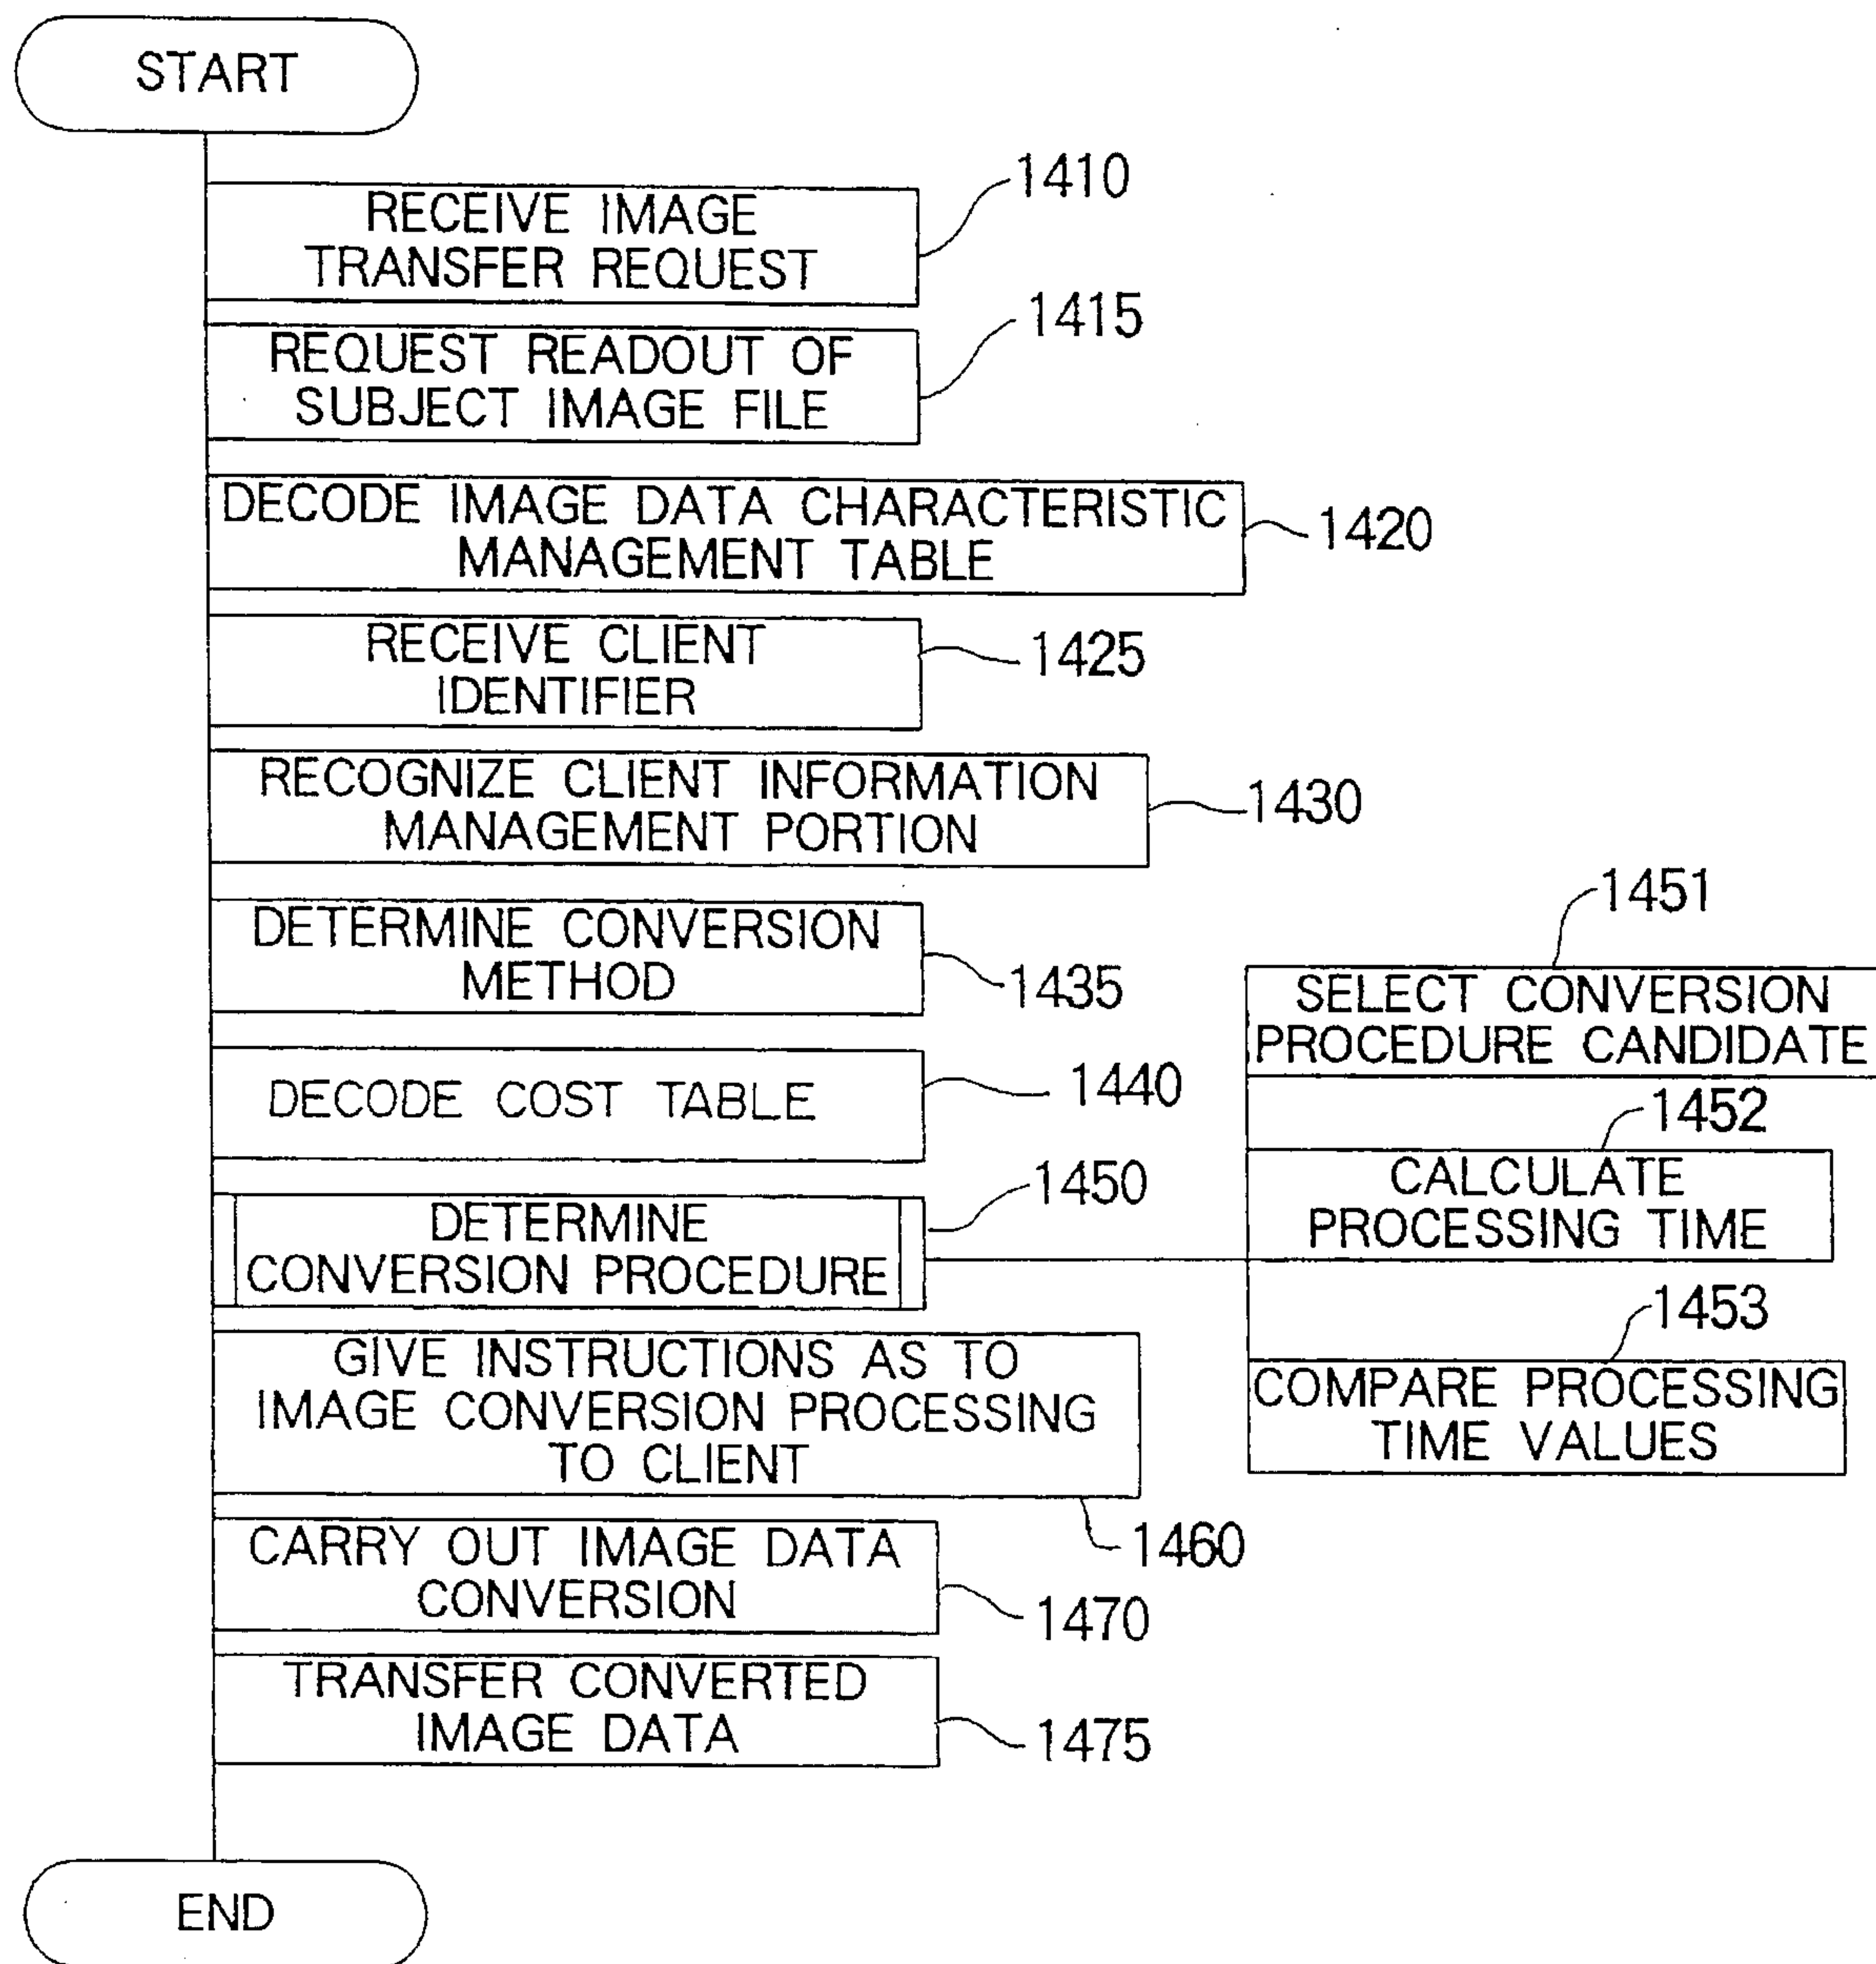 START
RECEIVE IMAGE
TRANSFER REQUEST
1410
REQUEST READOUT OF
SUBJECT IMAGE FILE
1415
DECODE IMAGE DATA CHARACTERISTIC
MANAGEMENT TABLE
1420
RECEIVE CLIENT
IDENTIFIER
1425
RECOGNIZE CLIENT INFORMATION
MANAGEMENT PORTION
1430
DETERMINE CONVERSION
METHOD
1435
DECODE COST TABLE
1440
DETERMINE
CONVERSION PROCEDURE
1450
1451
SELECT CONVERSION
PROCEDURE CANDIDATE
1452
CALCULATE
PROCESSING TIME
1453
COMPARE PROCESSING
TIME VALUES
GIVE INSTRUCTIONS AS TO
IMAGE CONVERSION PROCESSING
TO CLIENT
1460
CARRY OUT IMAGE DATA
CONVERSION
1470
TRANSFER CONVERTED
IMAGE DATA
1475
END